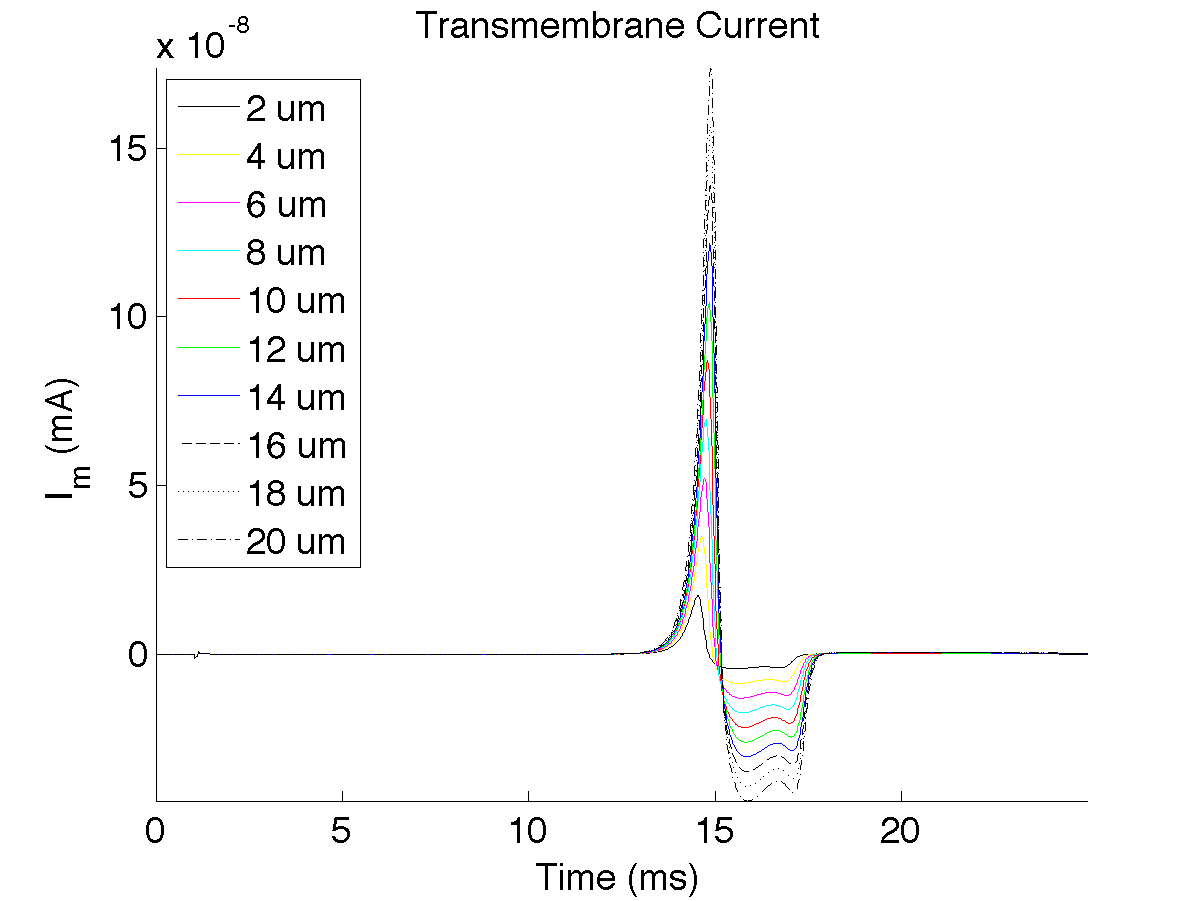 Transmembrane Current
x 10^-8
15
10
5
0
I_m (mA)
2 um
4 um
6 um
8 um
10 um
12 um
14 um
16 um
18 um
20 um
0 5 10 15 20
Time (ms)